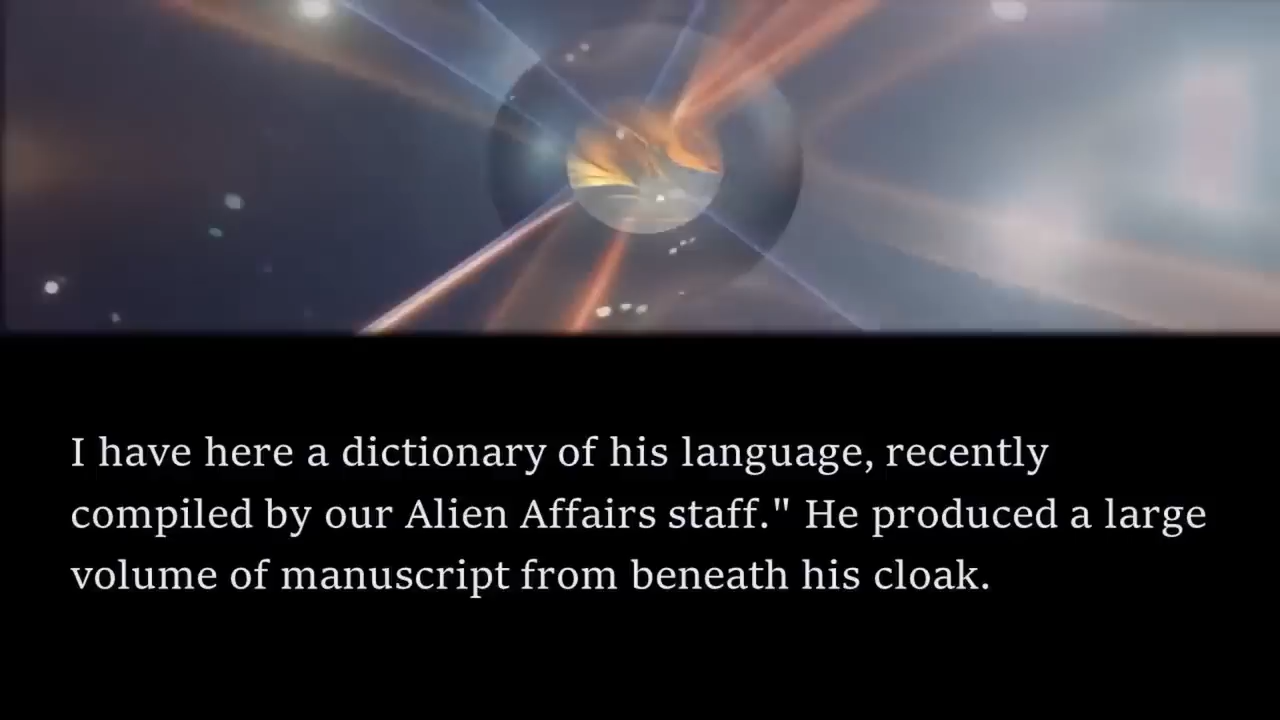 I have here a dictionary of his language, recently
compiled by our Alien Affairs staff." He produced a large
volume of manuscript from beneath his cloak.